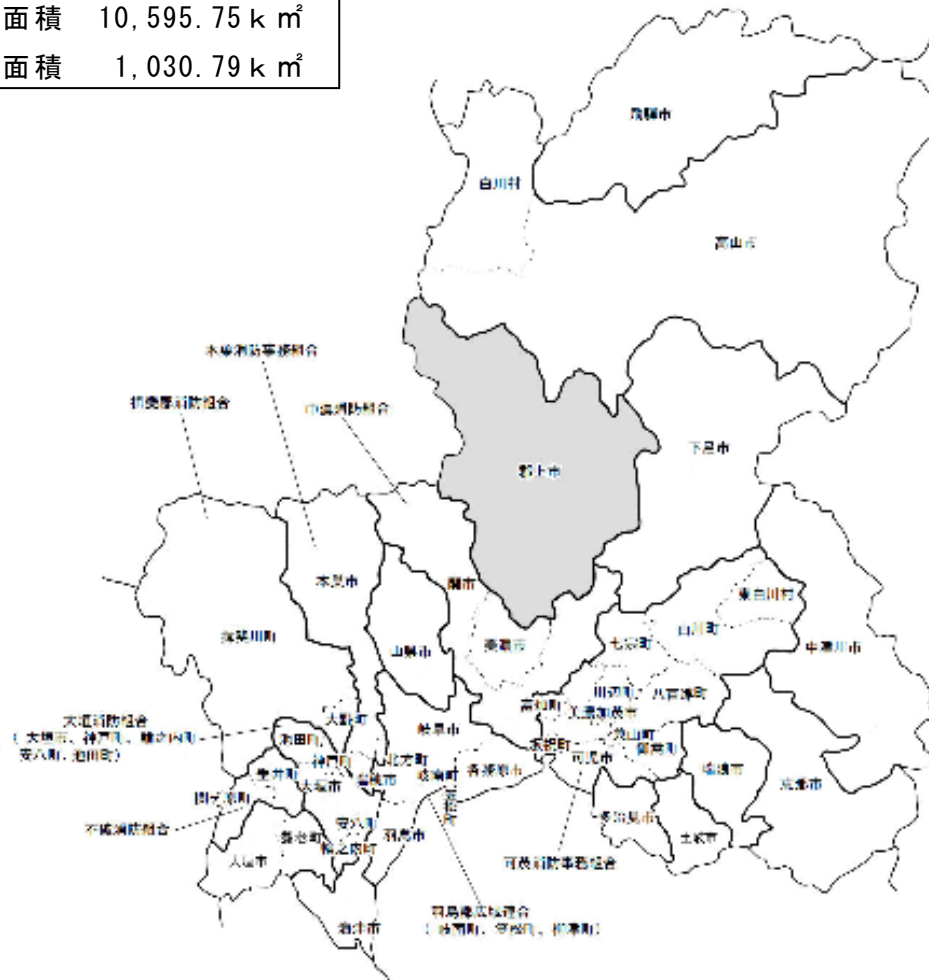 面積 10,595.75ｋ㎡
面積 1,030.79ｋ㎡
飛騨市
白川村
高山市
本巣消防事務組合
揖斐郡消防組合
中濃消防組合
郡上市
下呂市
本巣市
関市
東白川村
揖斐川町
山県市
美濃市
七宗町
白川町
中津川市
川辺町
八百津町
大垣消防組合
（大垣市、神戸町、輪之内町
安八町、池田町）
大野町
岐阜市
富加町
美濃加茂市
池田町
神戸町
北方町
坂祝町
兼山町
御嵩町
垂井町
大垣市
瑞穂市
岐南町
各務原市
可児市
瑞浪市
恵那市
関ケ原町
笠松町
不破消防組合
安八町
羽島市
多治見市
土岐市
養老町
輪之内町
大垣市
可茂消防事務組合
羽島郡広域連合
（岐南町、笠松町、柳津町）
海津市